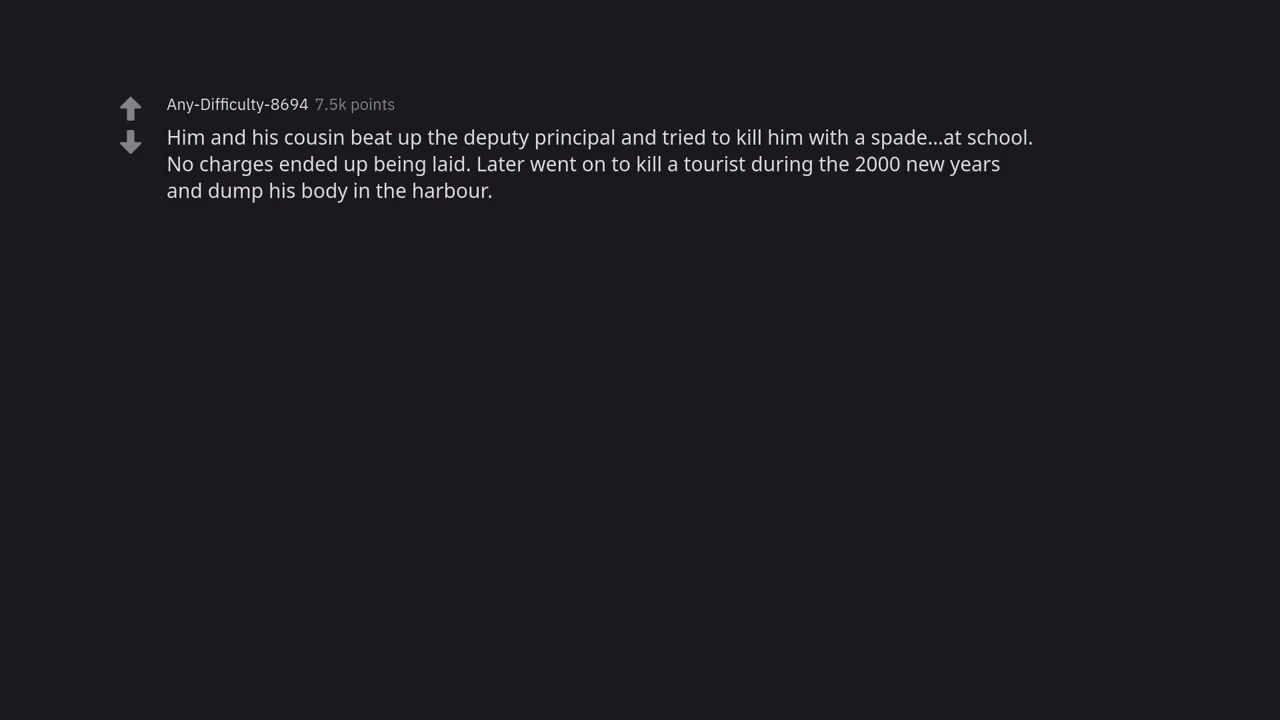 Any-Difficulty-8694 7.5k points
Him and his cousin beat up the deputy principal and tried to kill him with a spade...at school.
No charges ended up being laid. Later went on to kill a tourist during the 2000 new years
and dump his body in the harbour.